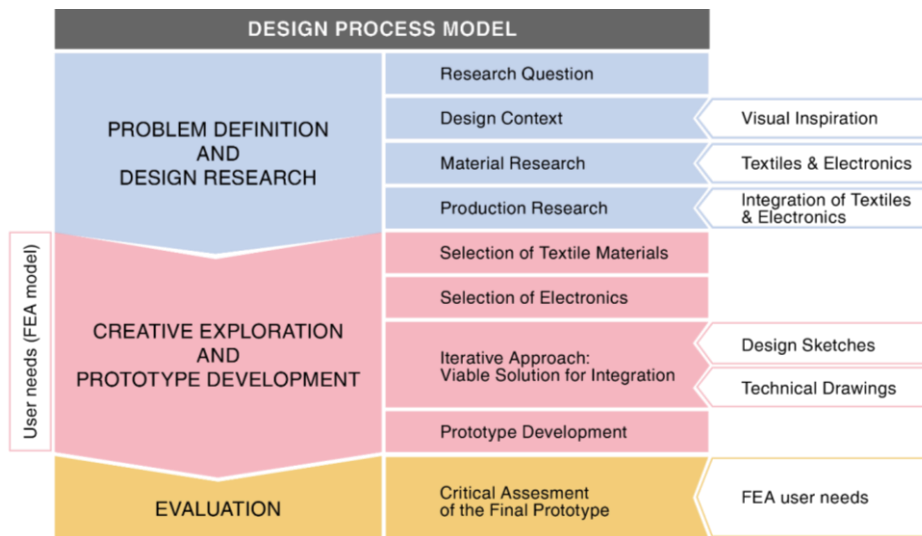 DESIGN PROCESS MODEL
PROBLEM DEFINITION
AND
DESIGN RESEARCH
Research Question
Design Context
Visual Inspiration
Material Research
Textiles & Electronics
Production Research
Integration of Textiles
& Electronics
User needs (FEA model)
CREATIVE EXPLORATION
AND
PROTOTYPE DEVELOPMENT
Selection of Textile Materials
Selection of Electronics
Iterative Approach:
Viable Solution for Integration
Design Sketches
Technical Drawings
Prototype Development
EVALUATION
Critical Assesment
of the Final Prototype
FEA user needs